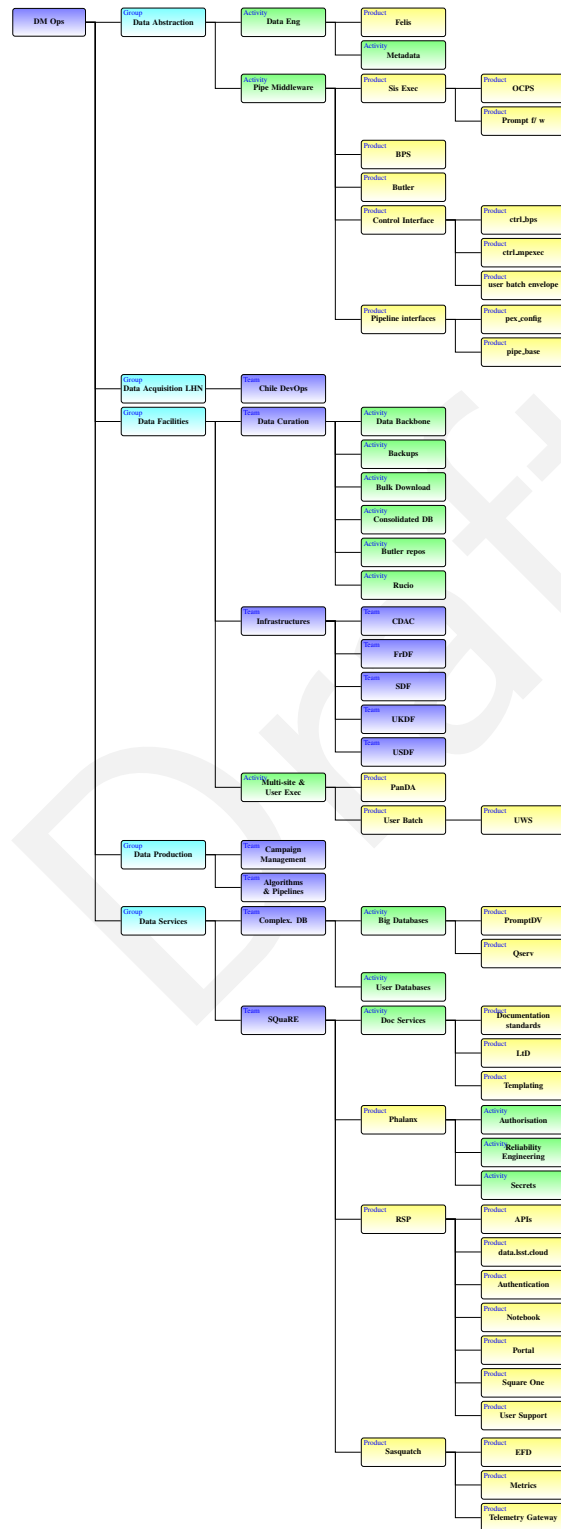 DM Ops
Group
Data Abstraction
Activity
Data Eng
Product
Felis
Activity
Metadata
Activity
Pipe Middleware
Product
Sis Exec
Product
OCPS
Product
Prompt f/ w
Product
BPS
Product
Butler
Product
Control Interface
Product
ctrl_bps
Product
ctrl_mpexec
Product
user batch envelope
Product
Pipeline interfaces
Product
pex_config
Product
pipe_base
Group
Data Acquisition LHN
Team
Chile DevOps
Group
Data Facilities
Team
Data Curation
Activity
Data Backbone
Activity
Backups
Activity
Bulk Download
Activity
Consolidated DB
Activity
Butler repos
Activity
Rucio
Team
Infrastructures
Team
CDAC
Team
FrDF
Team
SDF
Team
UKDF
Team
USDF
Activity
Multi-site &
User Exec
Product
PanDA
Product
User Batch
Product
UWS
Group
Data Production
Team
Campaign
Management
Team
Algorithms
& Pipelines
Group
Data Services
Team
Complex. DB
Activity
Big Databases
Product
PromptDV
Product
Qserv
Activity
User Databases
Team
SQuaRE
Activity
Doc Services
Product
Documentation
standards
Product
LtD
Product
Templating
Product
Phalanx
Activity
Authorisation
Activity
Reliability
Engineering
Activity
Secrets
Product
RSP
Product
APIs
Product
data.lsst.cloud
Product
Authentication
Product
Notebook
Product
Portal
Product
Square One
Product
User Support
Product
Sasquatch
Product
EFD
Product
Metrics
Product
Telemetry Gateway
Draft